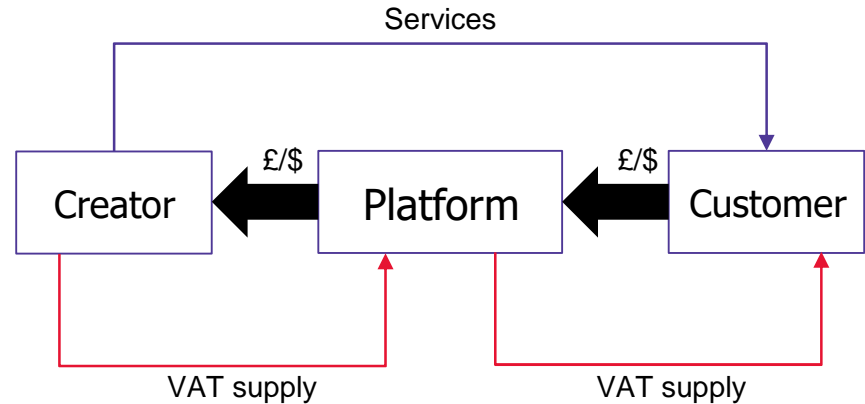 Services
£/$
£/$
Creator
Platform
Customer
VAT supply
VAT supply